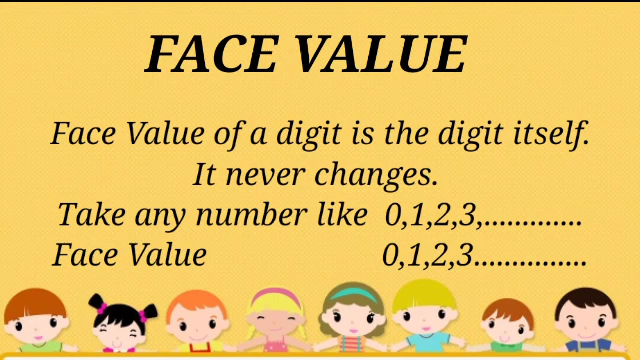 FACE VALUE
Face Value of a digit is the digit itself.
It never changes.
Take any number like 0,1,2,3,.............
Face Value 0,1,2,3...............